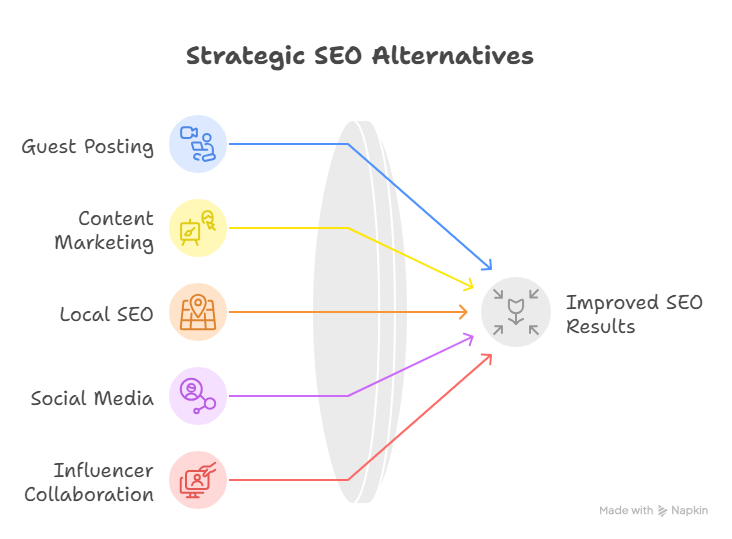 Strategic SEO Alternatives
Guest Posting
Content
Marketing
Local SEO
Improved SEO
Results
Social Media
Influencer
Collaboration
Made with Napkin